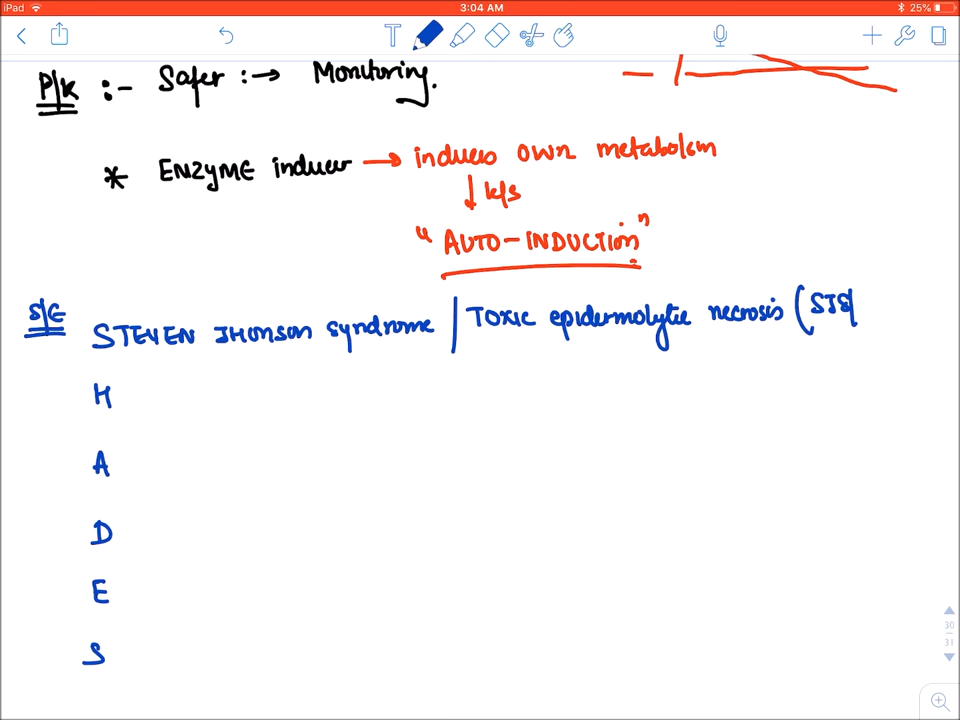 iPad 3:04 AM 25%
T
P/K :- Safer :→ Monitoring.
* ENZYME inducer → induces own metabolism
↓ k/s
"AUTO-INDUCTION"
S/E STEVEN JHONSON syndrome | TOXIC epidermolytic necrosis (SJS/
H
A
D
E
S
30
31